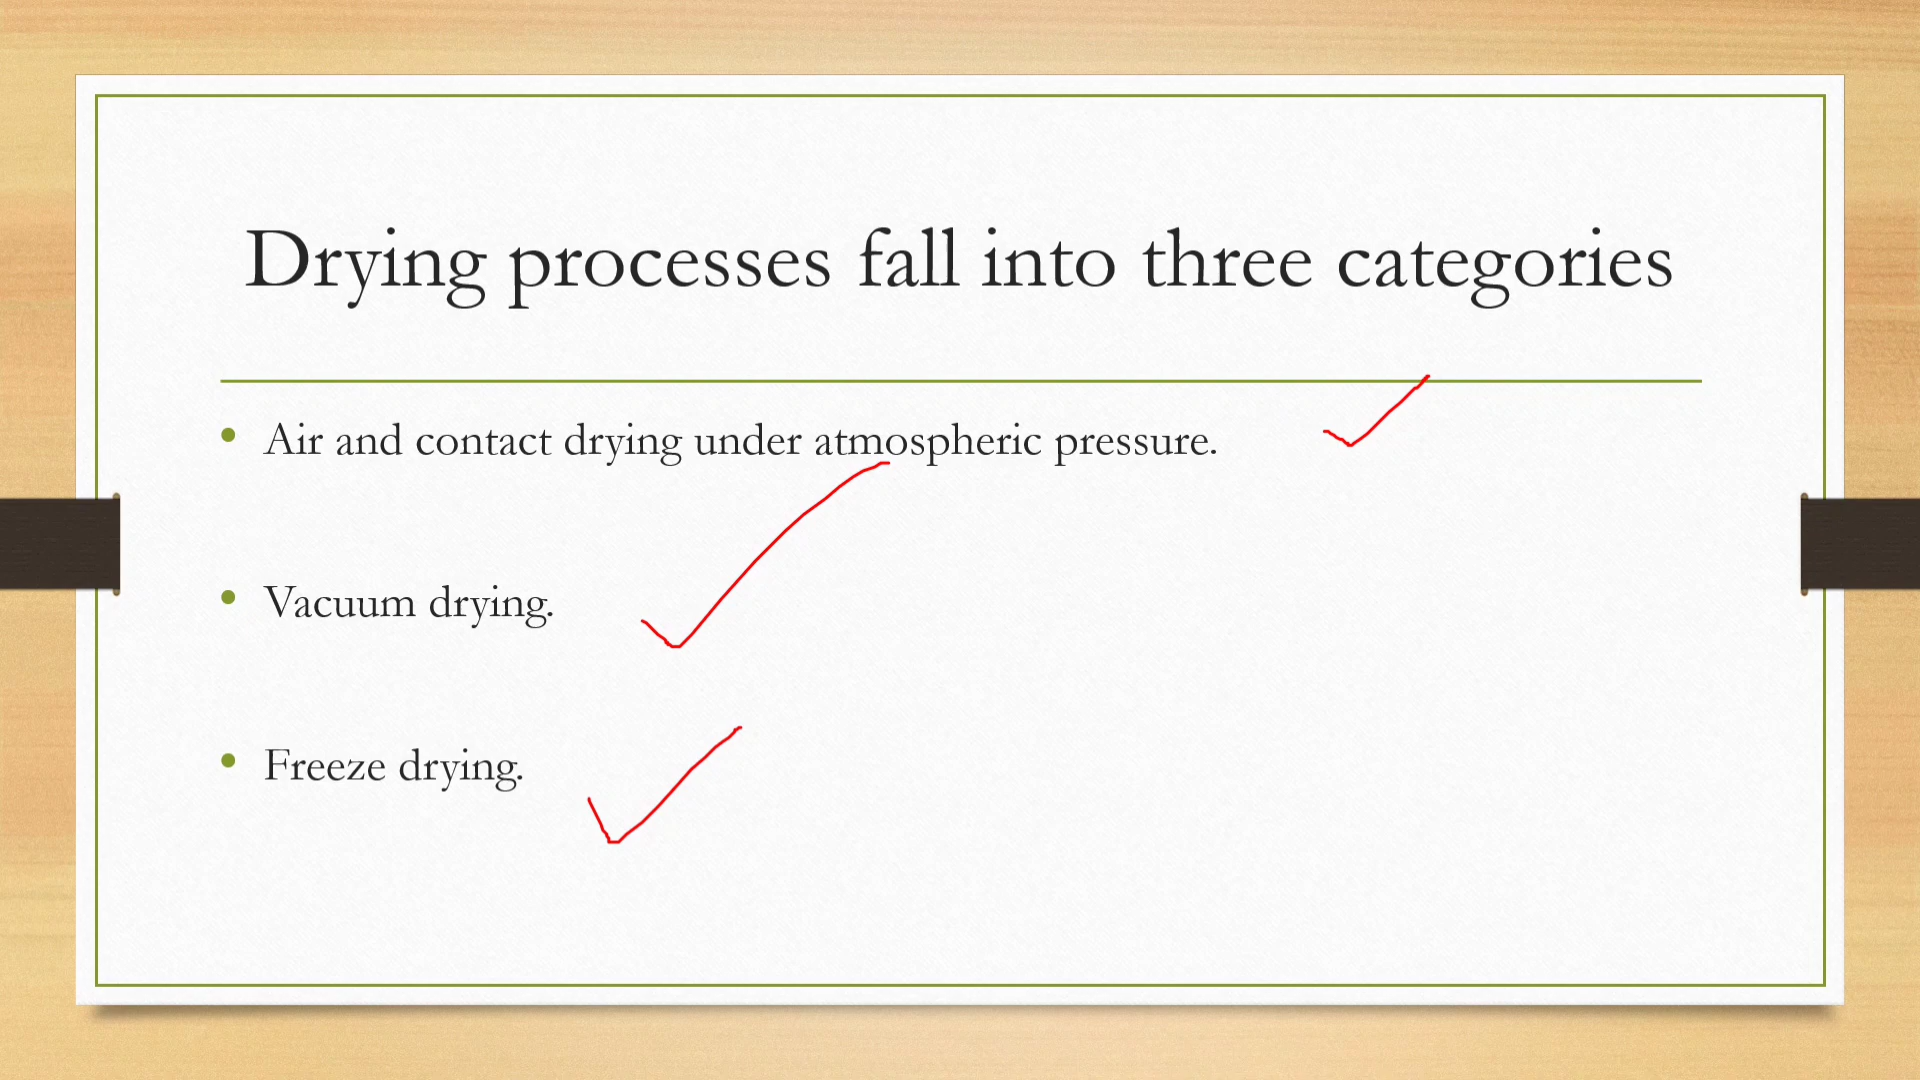 Drying processes fall into three categories
• Air and contact drying under atmospheric pressure.
• Vacuum drying.
• Freeze drying.